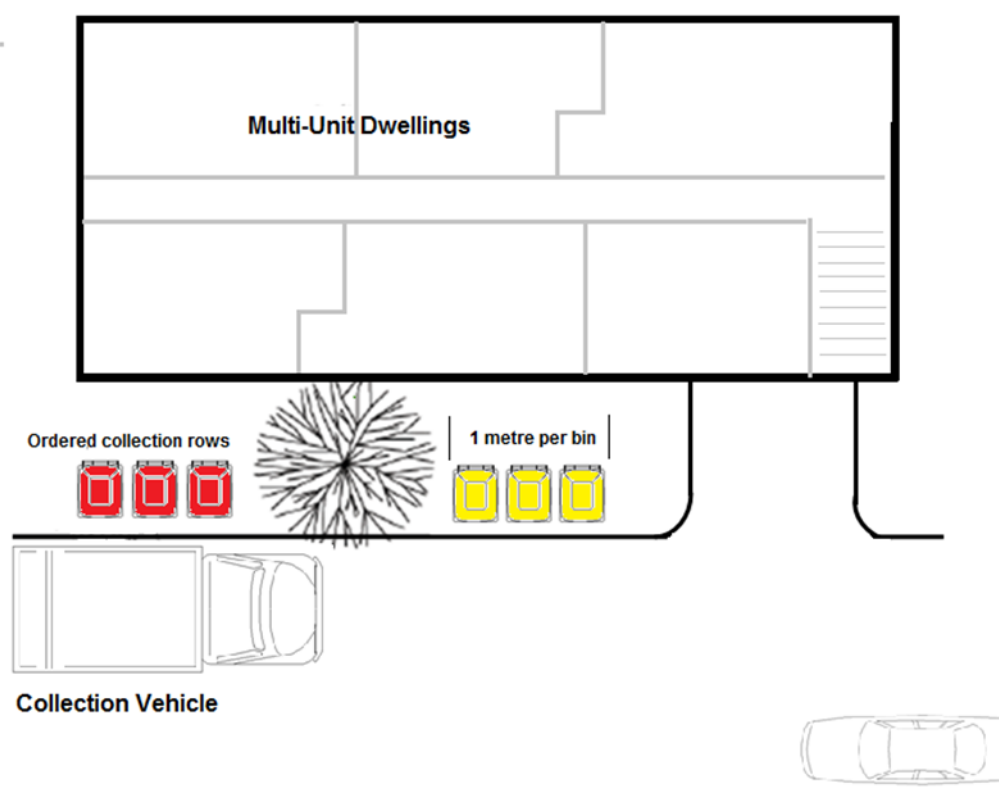 Multi-Unit Dwellings
Ordered collection rows
1 metre per bin
Collection Vehicle